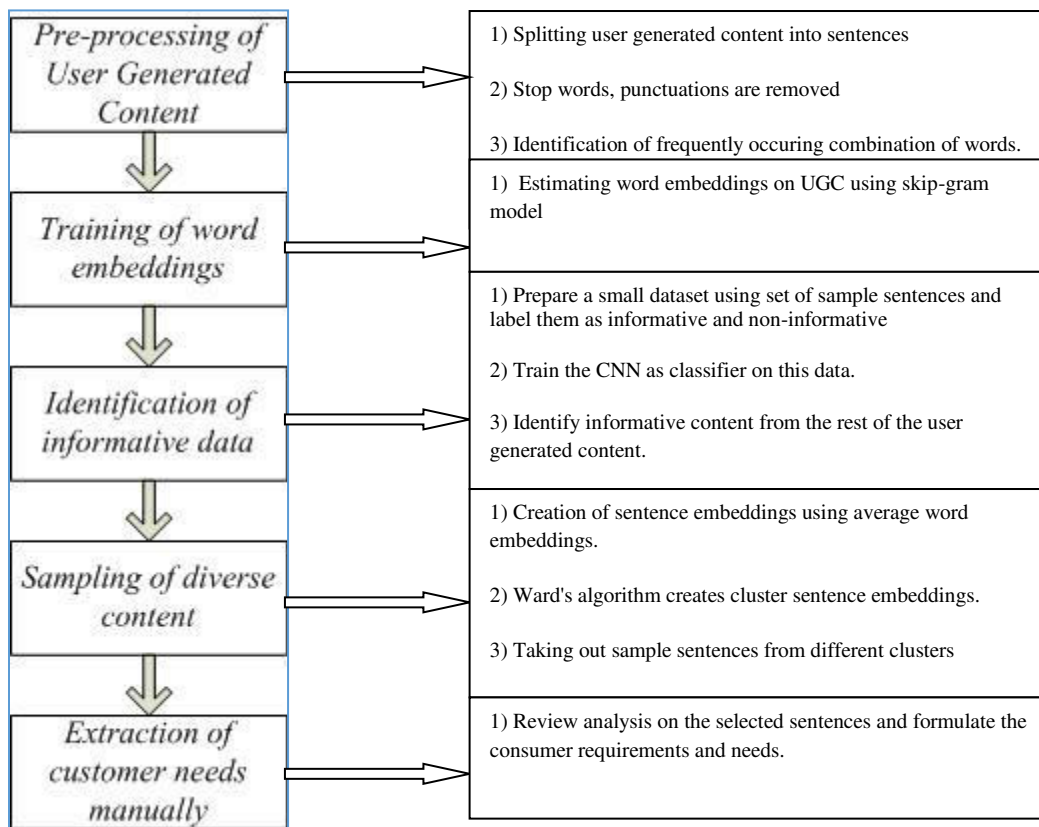 Pre-processing of
User Generated
Content
1) Splitting user generated content into sentences
2) Stop words, punctuations are removed
3) Identification of frequently occuring combination of words.
Training of word
embeddings
1)  Estimating word embeddings on UGC using skip-gram
model
Identification of
informative data
1) Prepare a small dataset using set of sample sentences and
label them as informative and non-informative
2) Train the CNN as classifier on this data.
3) Identify informative content from the rest of the user
generated content.
Sampling of diverse
content
1) Creation of sentence embeddings using average word
embeddings.
2) Ward's algorithm creates cluster sentence embeddings.
3) Taking out sample sentences from different clusters
Extraction of
customer needs
manually
1) Review analysis on the selected sentences and formulate the
consumer requirements and needs.